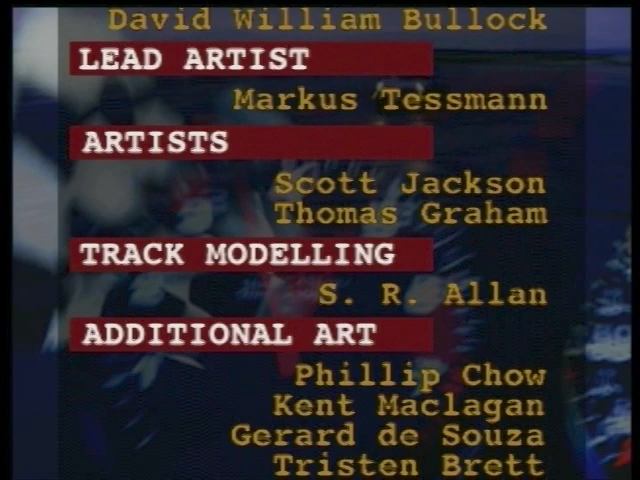 David William Bullock
LEAD ARTIST
Markus Tessmann
ARTISTS
Scott Jackson
Thomas Graham
TRACK MODELLING
S. R. Allan
ADDITIONAL ART
Phillip Chow
Kent Maclagan
Gerard de Souza
Tristen Brett